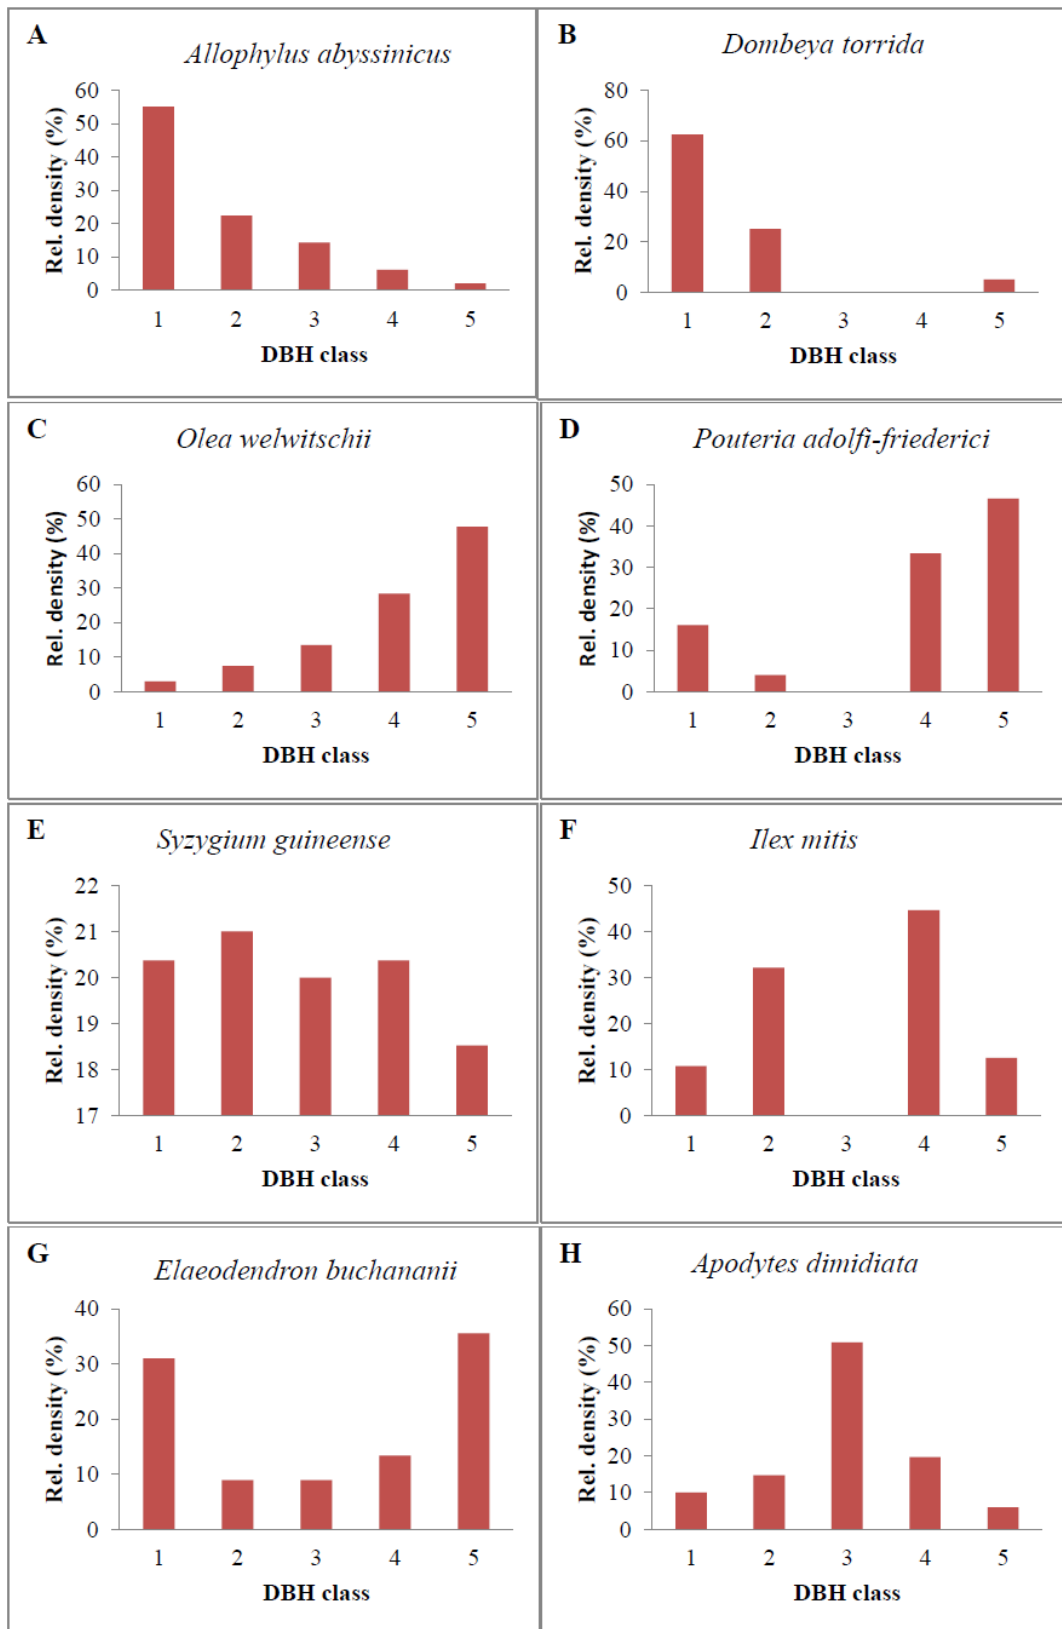 A
Allophylus abyssinicus
Rel. density (%)
60
50
40
30
20
10
0
1 2 3 4 5
DBH class
B
Dombeya torrida
Rel. density (%)
80
60
40
20
0
1 2 3 4 5
DBH class
C
Olea welwitschii
Rel. density (%)
60
50
40
30
20
10
0
1 2 3 4 5
DBH class
D
Pouteria adolfi-friederici
Rel. density (%)
50
40
30
20
10
0
1 2 3 4 5
DBH class
E
Syzygium guineense
Rel. density (%)
22
21
20
19
18
17
1 2 3 4 5
DBH class
F
Ilex mitis
Rel. density (%)
50
40
30
20
10
0
1 2 3 4 5
DBH class
G
Elaeodendron buchananii
Rel. density (%)
40
30
20
10
0
1 2 3 4 5
DBH class
H
Apodytes dimidiata
Rel. density (%)
60
50
40
30
20
10
0
1 2 3 4 5
DBH class